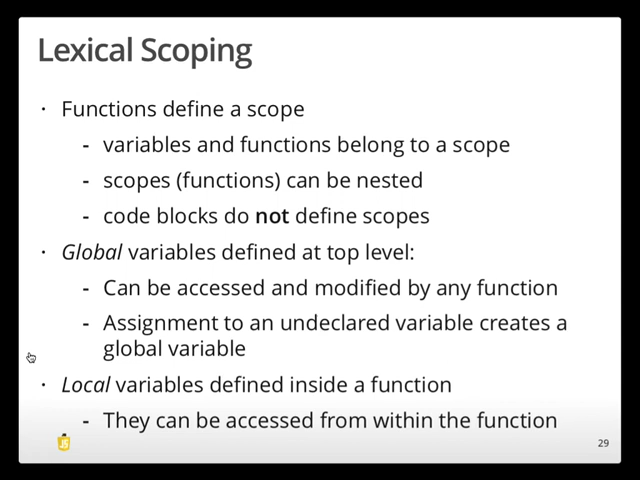 Lexical Scoping
· Functions define a scope
- variables and functions belong to a scope
- scopes (functions) can be nested
- code blocks do not define scopes
· Global variables defined at top level:
- Can be accessed and modified by any function
- Assignment to an undeclared variable creates a
global variable
· Local variables defined inside a function
- They can be accessed from within the function
JS
29